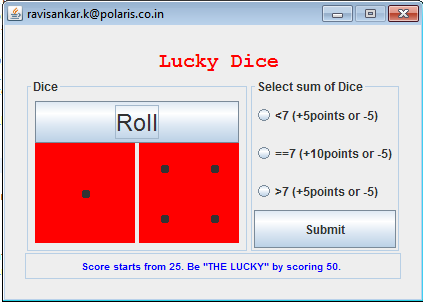 ravisankar.k@polaris.co.in
Lucky Dice
Dice
Roll
Select sum of Dice
<7 (+5points or -5)
==7 (+10points or -5)
>7 (+5points or -5)
Submit
Score starts from 25. Be "THE LUCKY" by scoring 50.